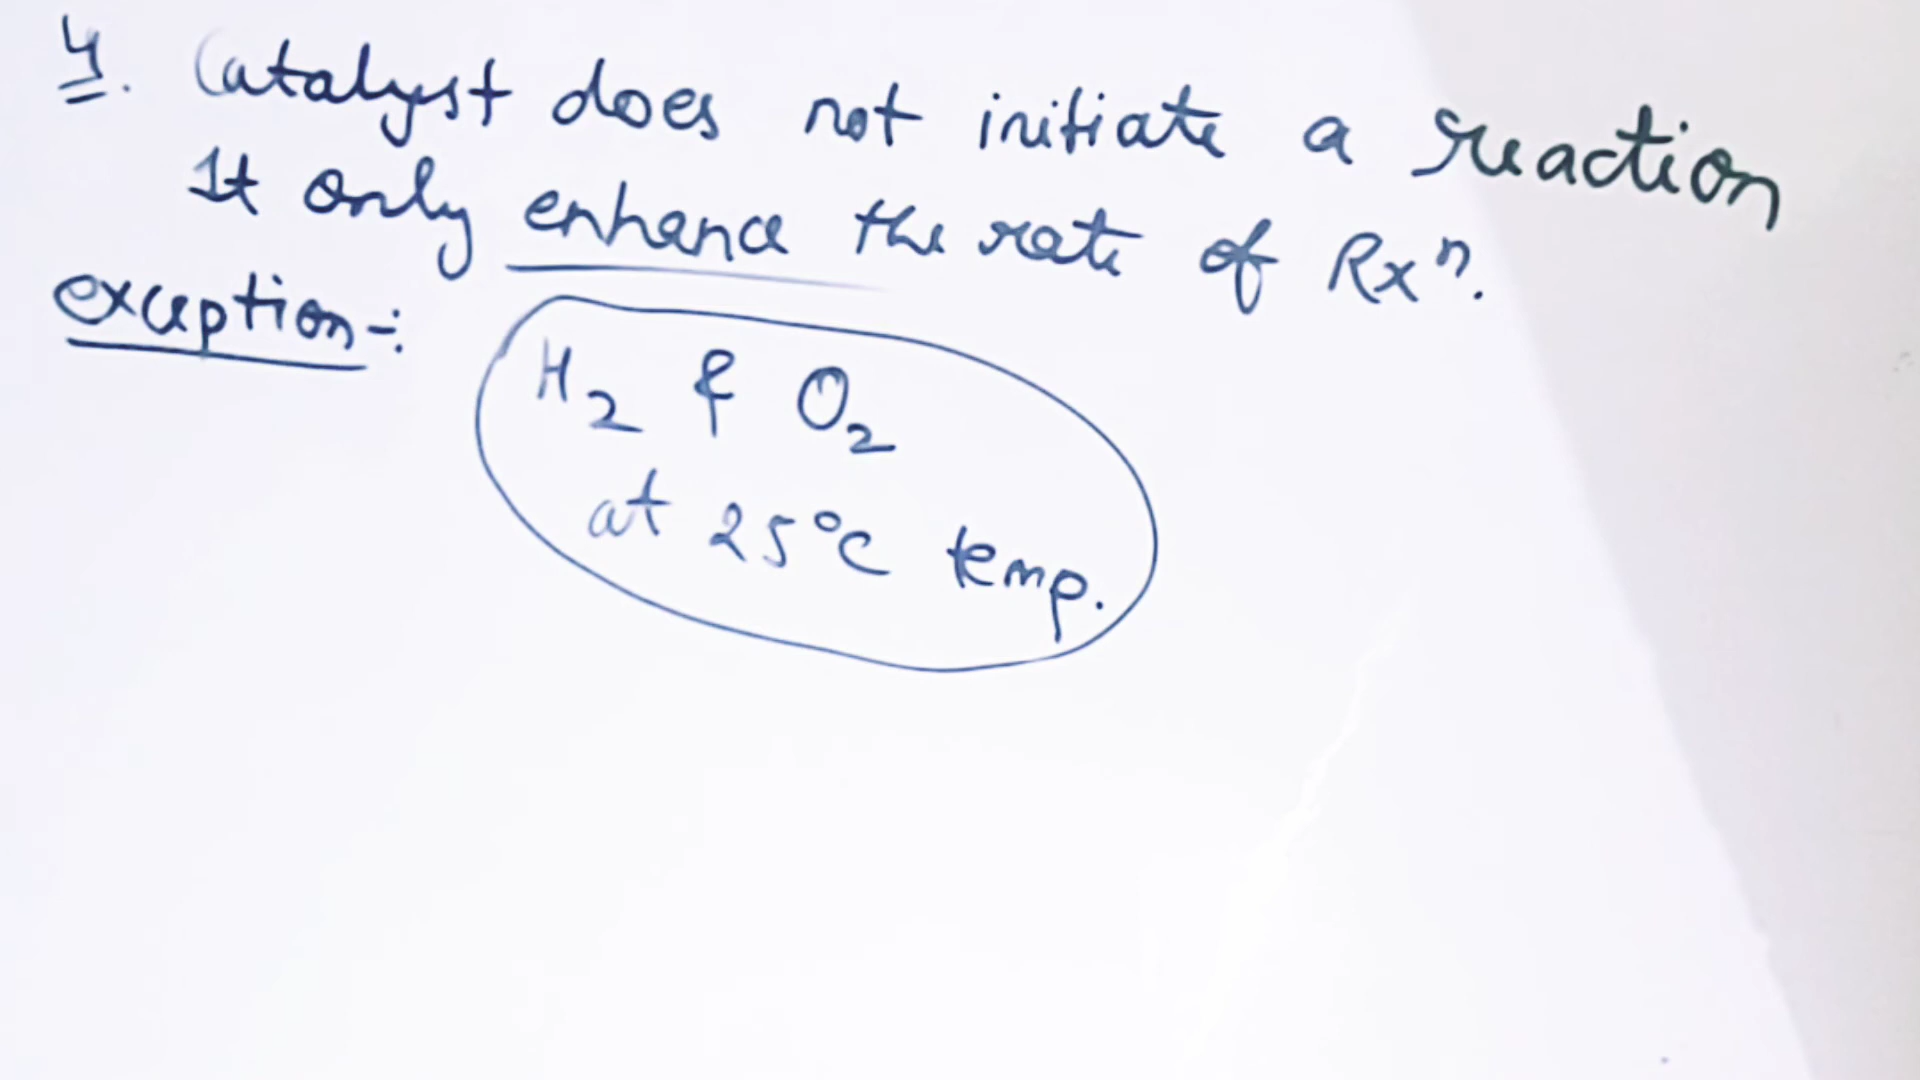 4. Catalyst does not initiate a reaction
It only enhance the rate of Rxⁿ.
exception-:
H₂ & O₂
at 25°C temp.